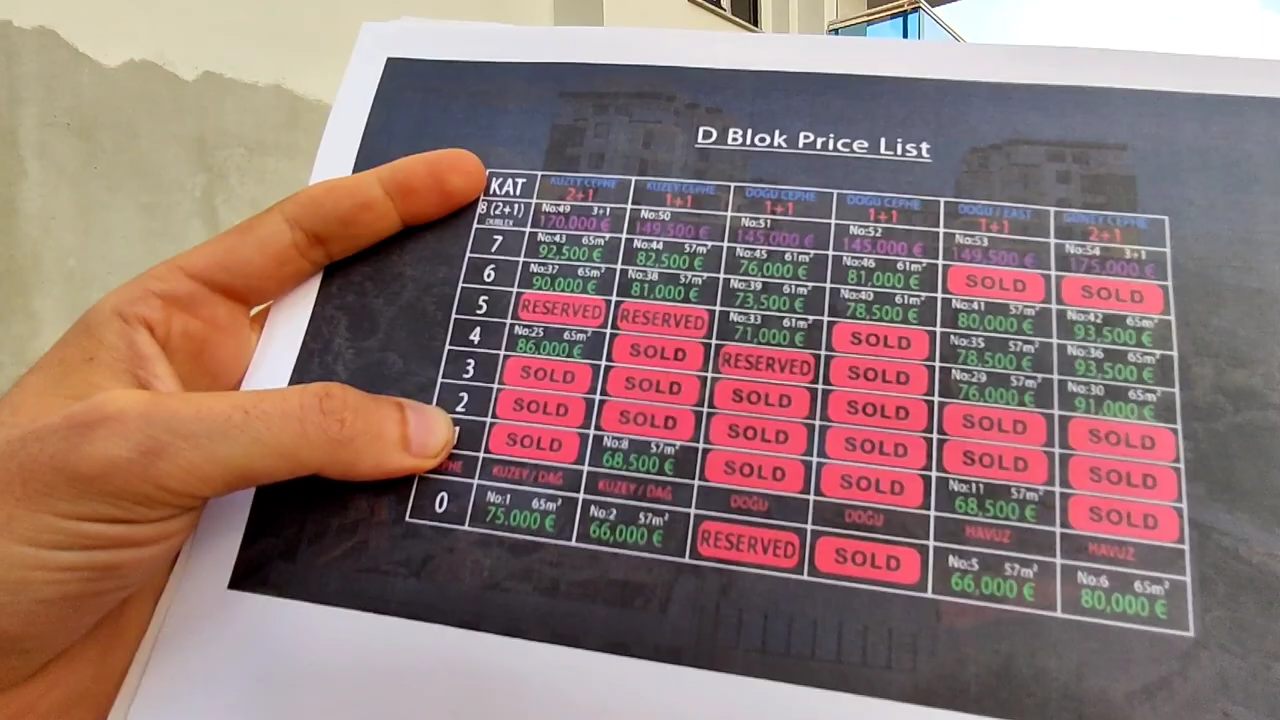 D Blok Price List
KAT KUZEY CEPHE KUZEY CEPHE DOĞU CEPHE DOĞU CEPHE DOĞU / EAST GÜNEY CEPHE
2+1 1+1 1+1 1+1 1+1 2+1
8 (2+1) No:49 3+1 No:50 No:51 No:52 No:53 No:54 3+1
DUBLEX 170.000 € 149,500 € 145,000 € 145.000 € 149,500 € 175.000 €
7 No:43 65m² No:44 57m² No:45 61m² No:46 61m² SOLD SOLD
92,500 € 82,500 € 76,000 € 81,000 €
6 No:37 65m² No:38 57m² No:39 61m² No:40 61m² No:41 57m² No:42 65m²
90,000 € 81,000 € 73,500 € 78,500 € 80,000 € 93,500 €
5 RESERVED RESERVED No:33 61m² SOLD No:35 57m² No:36 65m²
71,000 € 78,500 € 93,500 €
4 No:25 65m² SOLD RESERVED SOLD No:29 57m² No:30 65m²
86,000 € 76,000 € 91,000 €
3 SOLD SOLD SOLD SOLD SOLD SOLD
2 SOLD SOLD SOLD SOLD SOLD SOLD
SOLD No:8 57m² SOLD SOLD No:11 57m² SOLD
68,500 € 68,500 €
KUZEY / DAĞ KUZEY / DAĞ DOĞU DOĞU HAVUZ HAVUZ
0 No:1 65m² No:2 57m² RESERVED SOLD No:5 57m² No:6 65m²
75.000 € 66,000 € 66,000 € 80,000 €